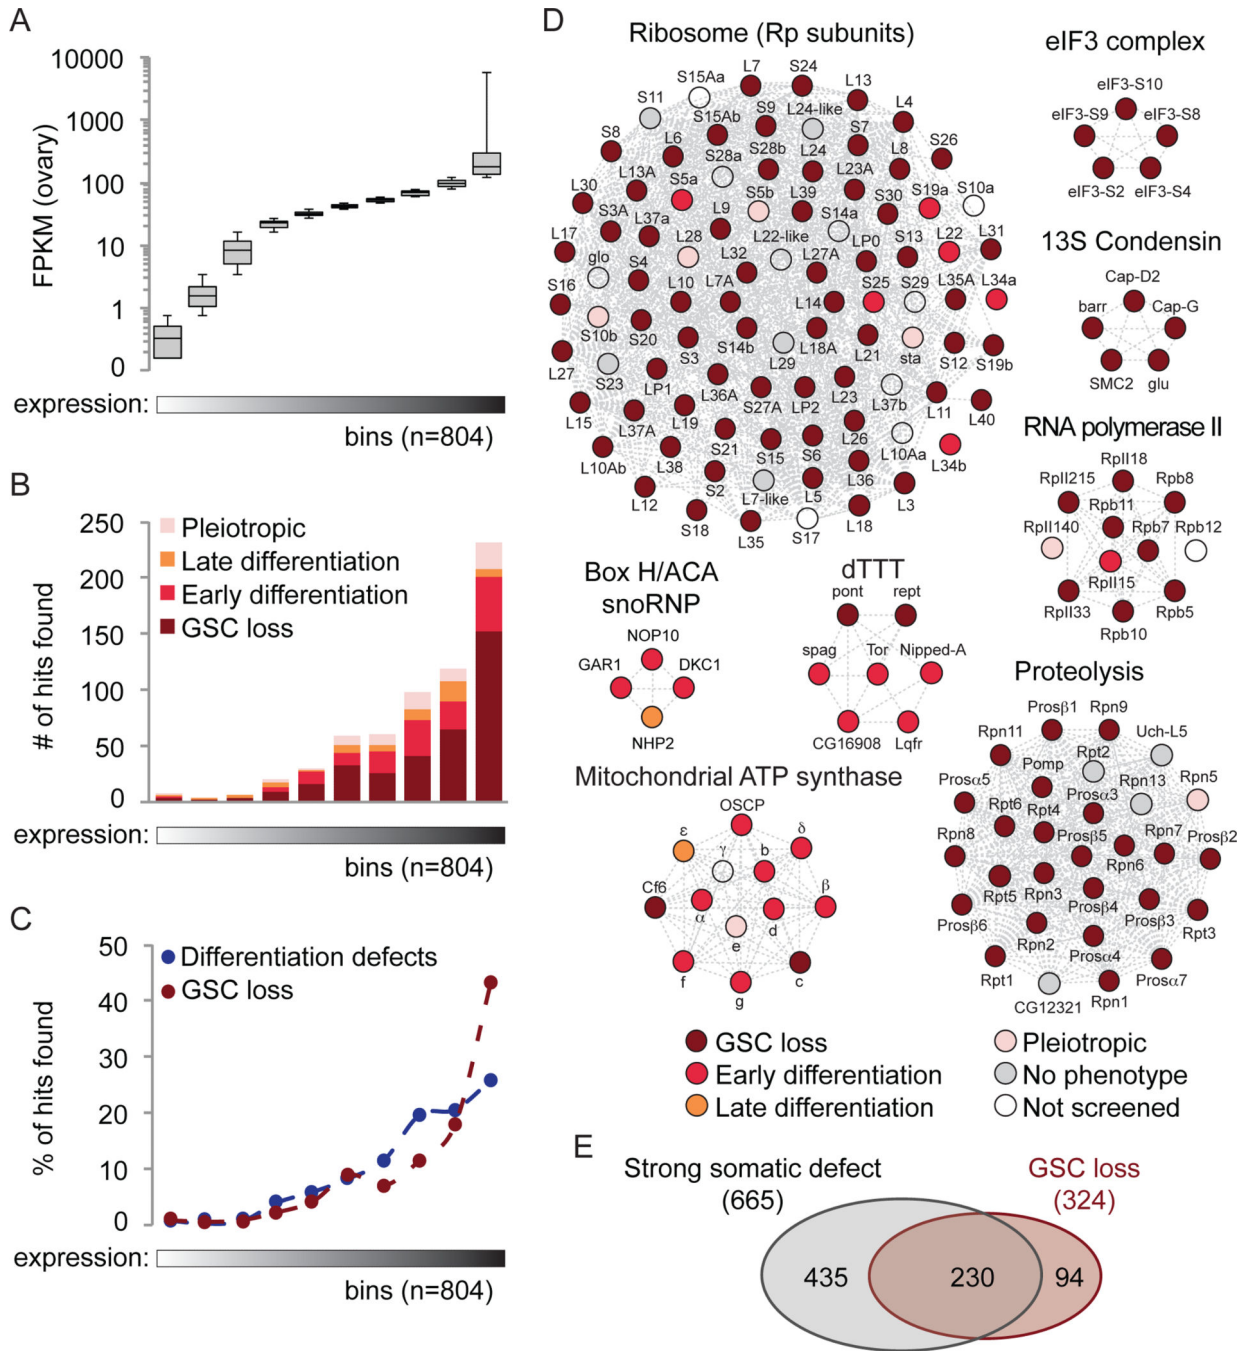 A
10000
1000
100
10
1
0
FPKM (ovary)
expression:
bins (n=804)
B
250
200
150
100
50
0
# of hits found
Pleiotropic
Late differentiation
Early differentiation
GSC loss
expression:
bins (n=804)
C
50
40
30
20
10
0
% of hits found
Differentiation defects
GSC loss
expression:
bins (n=804)
D
Ribosome (Rp subunits)
L7 S24
S15Aa L13
S11 S9 L24-like L4
S15Ab S7
S8 L6 S28b L24 L8 S26
S28a L23A
L13A S5a S5b L39 S30 S19a S10a
L30 S3A L37a L9 S14a
L17 L28 L22-like LP0 S13 L22 L31
glo S4 L32 L27A
S16 L10 L7A L14 S25 S29 L35A L34a
S10b S20 S3 S14b L18A L21 sta S12 S19b
L29
L27 S23 LP1 L36A S27A LP2 L23 L37b L11 L40
L15 L37A L19
S21 S15 S6 L26 L10Aa L34b
L10Ab L38 S2 L7-like L5 L36 L3
L12 S18 L35 S17 L18
eIF3 complex
eIF3-S10
eIF3-S9 eIF3-S8
eIF3-S2 eIF3-S4
13S Condensin
Cap-D2
barr Cap-G
SMC2 glu
RNA polymerase II
RpII18
RpII215 Rpb8
Rpb11
RpII140 Rpb7 Rpb12
RpII15
RpII33 Rpb5
Rpb10
Box H/ACA
snoRNP
NOP10
GAR1 DKC1
NHP2
dTTT
pont rept
spag Tor Nipped-A
CG16908 Lqfr
Mitochondrial ATP synthase
OSCP
ε δ
γ b
Cf6 β
α d
e
f c
g
Proteolysis
Prosβ1 Rpn9
Rpn11 Rpt2 Uch-L5
Pomp Rpn13 Rpn5
Prosα5 Prosα3
Rpt6 Rpt4
Rpn8 Prosβ5 Rpn7 Prosβ2
Rpn6
Rpt5 Rpn3
Prosβ4 Prosβ3
Prosβ6 Rpn2 Rpt3
Prosα4
Rpt1 Prosα7
CG12321 Rpn1
GSC loss
Early differentiation
Late differentiation
Pleiotropic
No phenotype
Not screened
E
Strong somatic defect
(665)
GSC loss
(324)
435 230 94